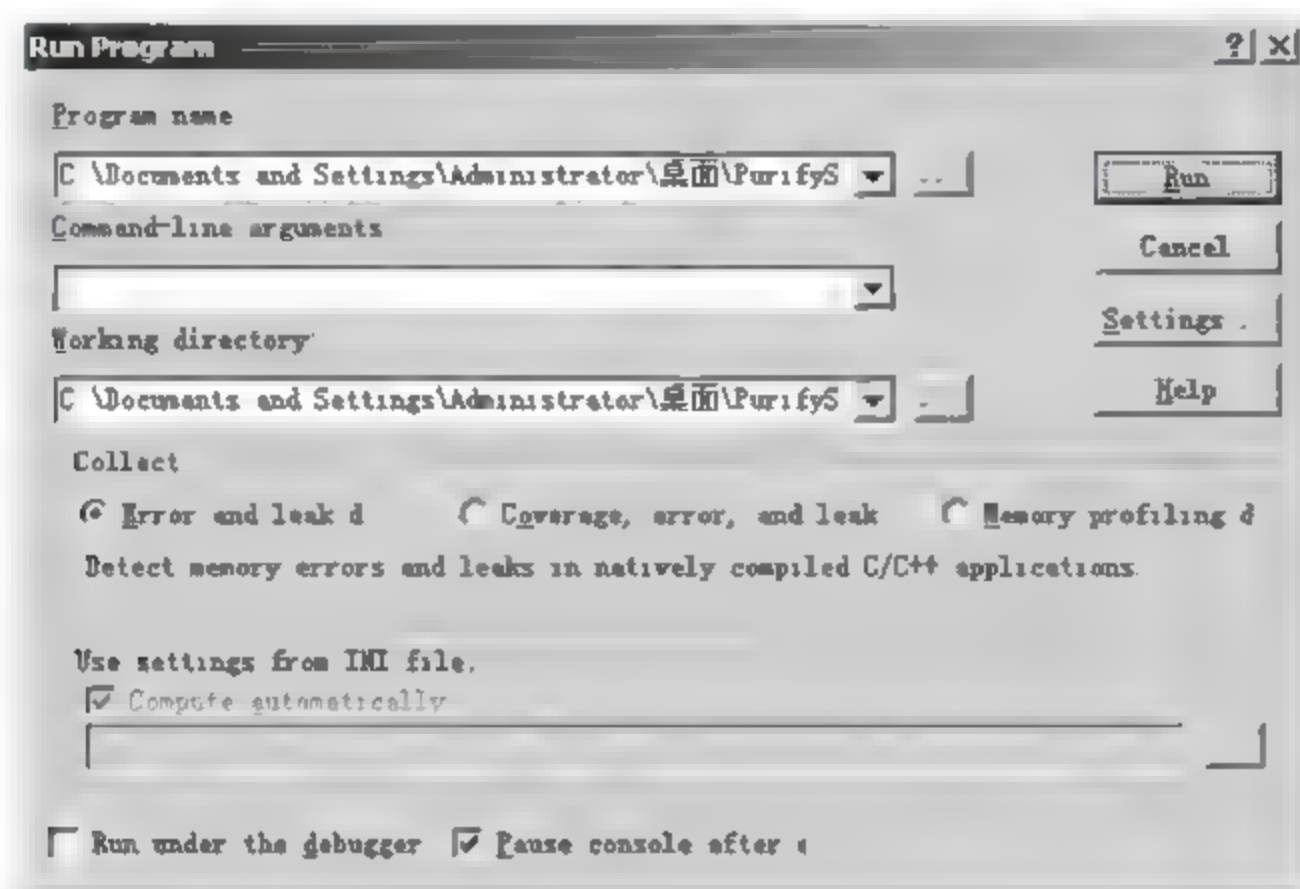 Run Program
Program name
C \Documents and Settings\Administrator\桌面\PurifyS
Run
Command-line arguments
Cancel
Settings .
Working directory
C \Documents and Settings\Administrator\桌面\PurifyS
Help
Collect
Error and leak d
Coverage, error, and leak
Memory profiling d
Detect memory errors and leaks in natively compiled C/C++ applications.
Use settings from INI file.
Compute automatically
Run under the debugger
Pause console after